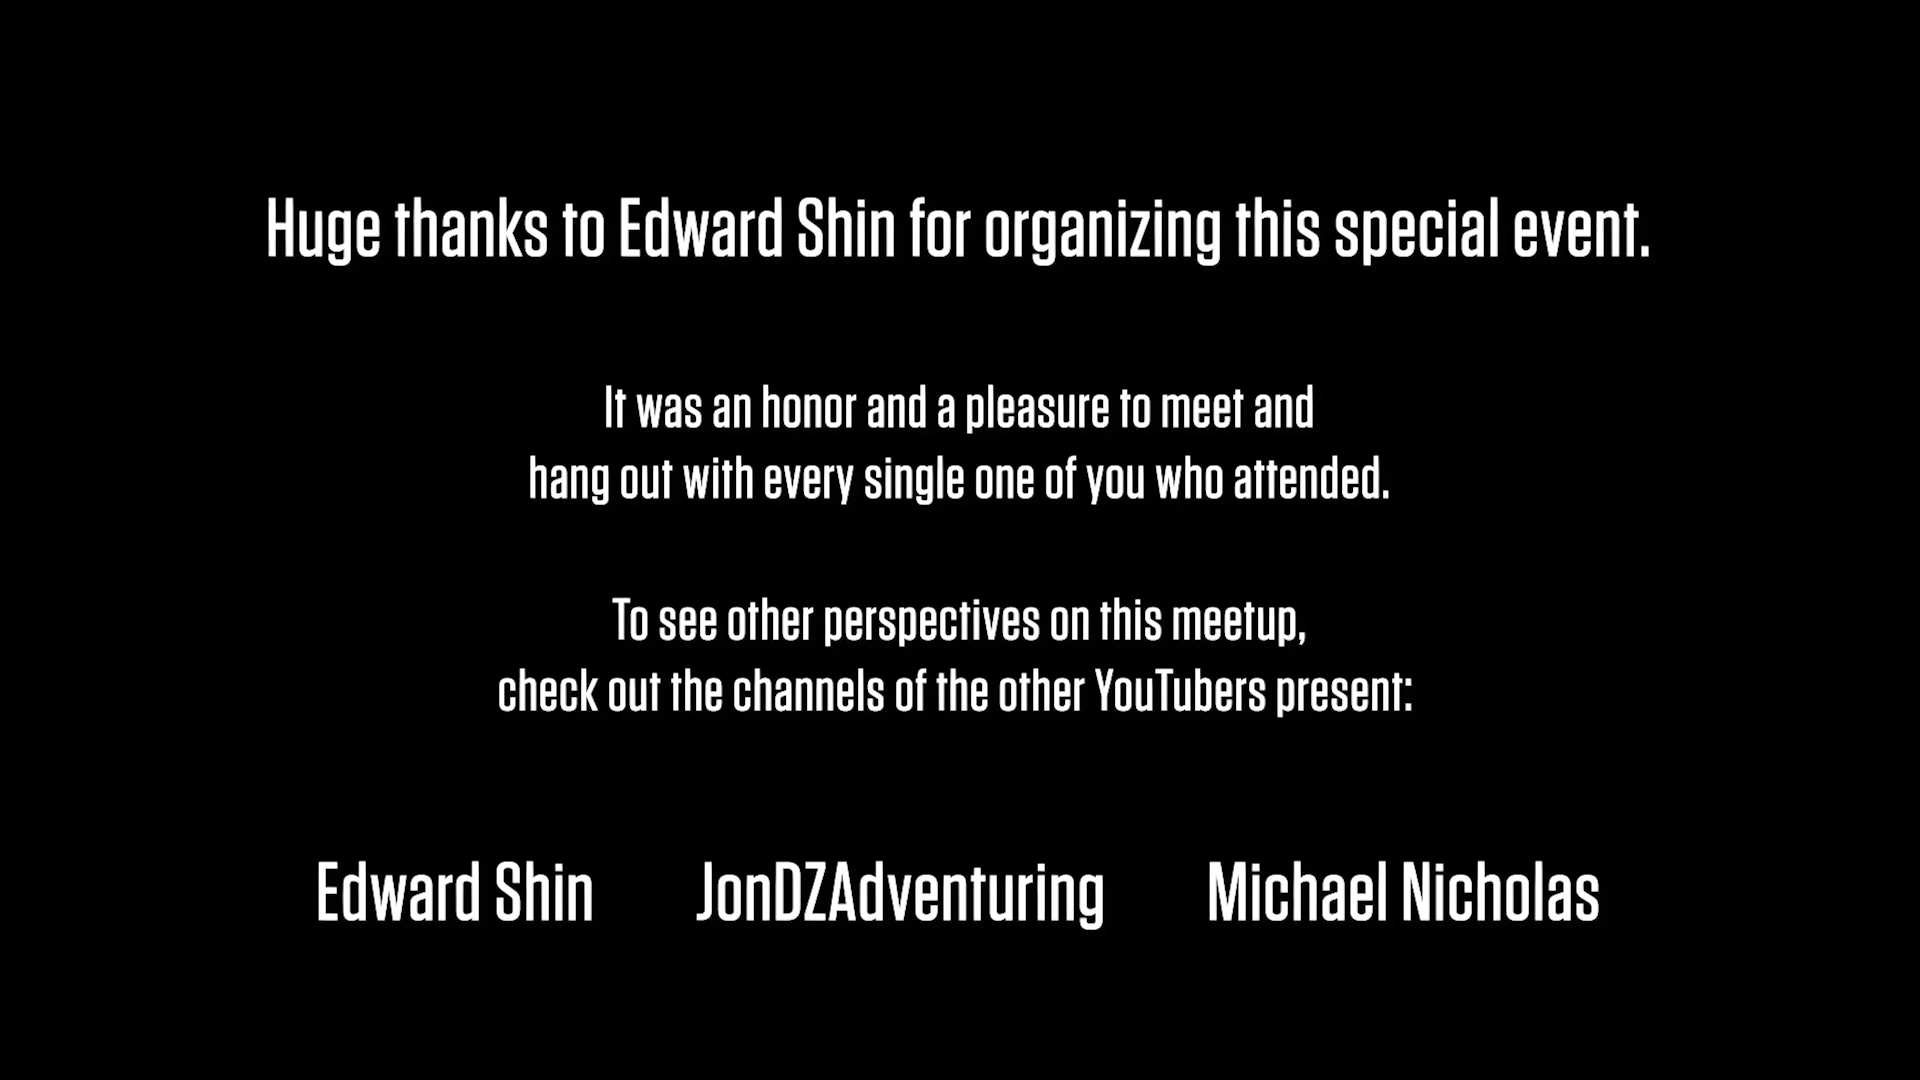 Huge thanks to Edward Shin for organizing this special event.
It was an honor and a pleasure to meet and
hang out with every single one of you who attended.
To see other perspectives on this meetup,
check out the channels of the other YouTubers present:
Edward Shin JonDZAdventuring Michael Nicholas